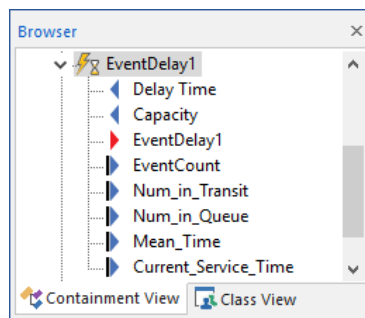 Browser
EventDelay1
Delay Time
Capacity
EventDelay1
EventCount
Num_in_Transit
Num_in_Queue
Mean_Time
Current_Service_Time
Containment View
Class View